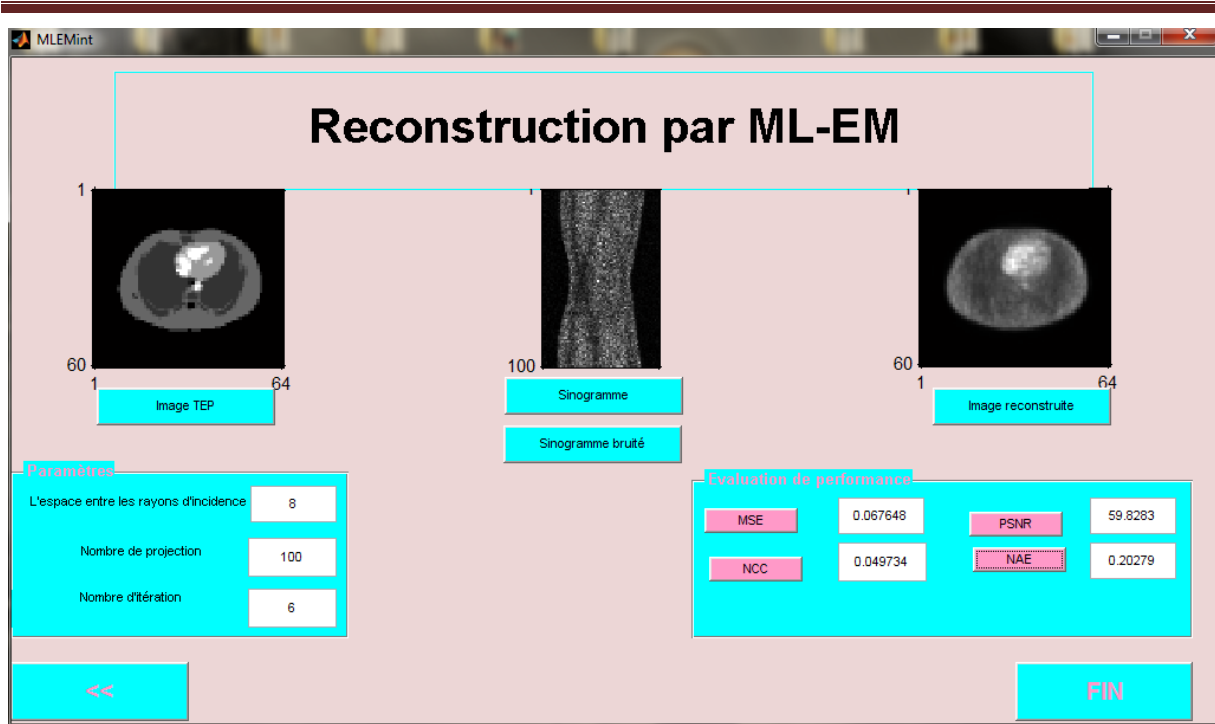 MLEMint
Reconstruction par ML-EM
1
60
1 64
100
60
1 64
Image TEP
Sinogramme
Image reconstruite
Sinogramme bruité
Paramètres
L'espace entre les rayons d'incidence 8
Nombre de projection 100
Nombre d'itération 6
Evaluation de performance
MSE 0.067648 PSNR 59.8283
NCC 0.049734 NAE 0.20279
<< FIN